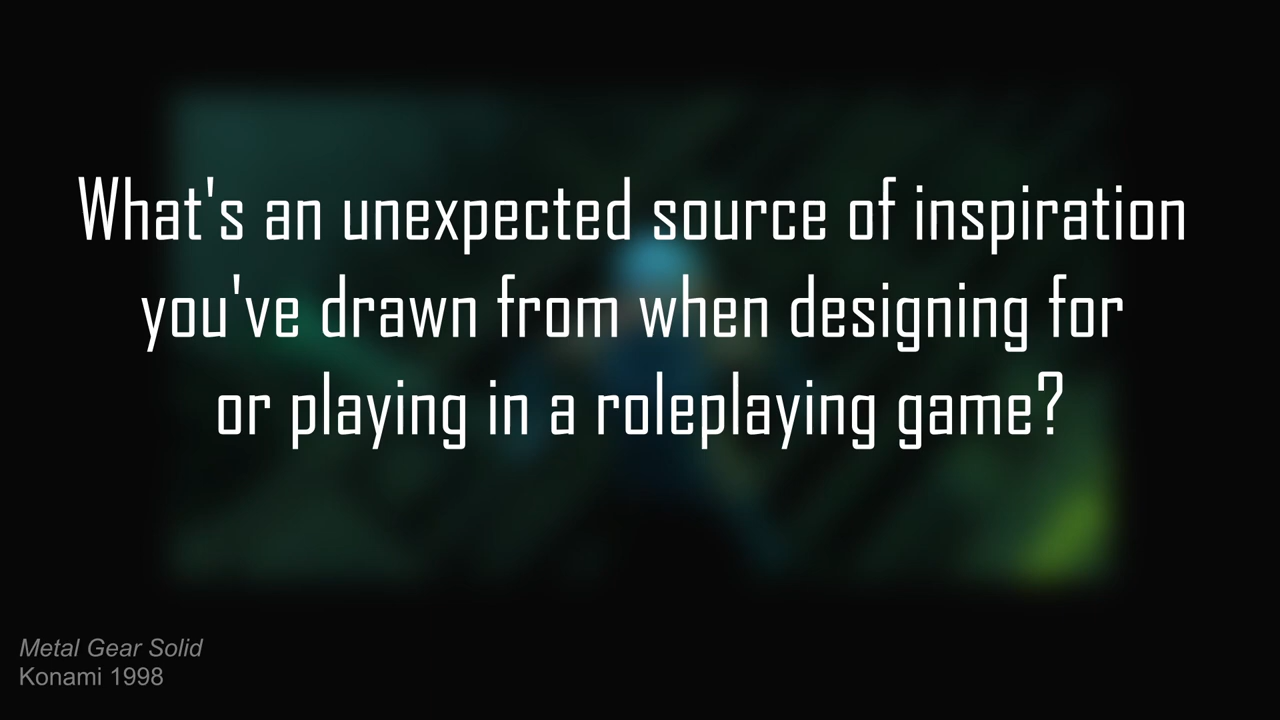 What's an unexpected source of inspiration
you've drawn from when designing for
or playing in a roleplaying game?
Metal Gear Solid
Konami 1998